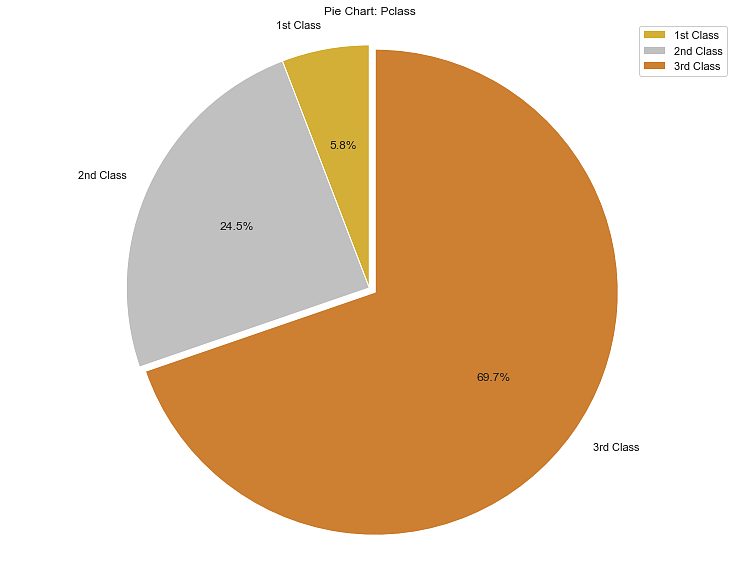 Pie Chart: Pclass
1st Class
1st Class
2nd Class
3rd Class
5.8%
2nd Class
24.5%
69.7%
3rd Class